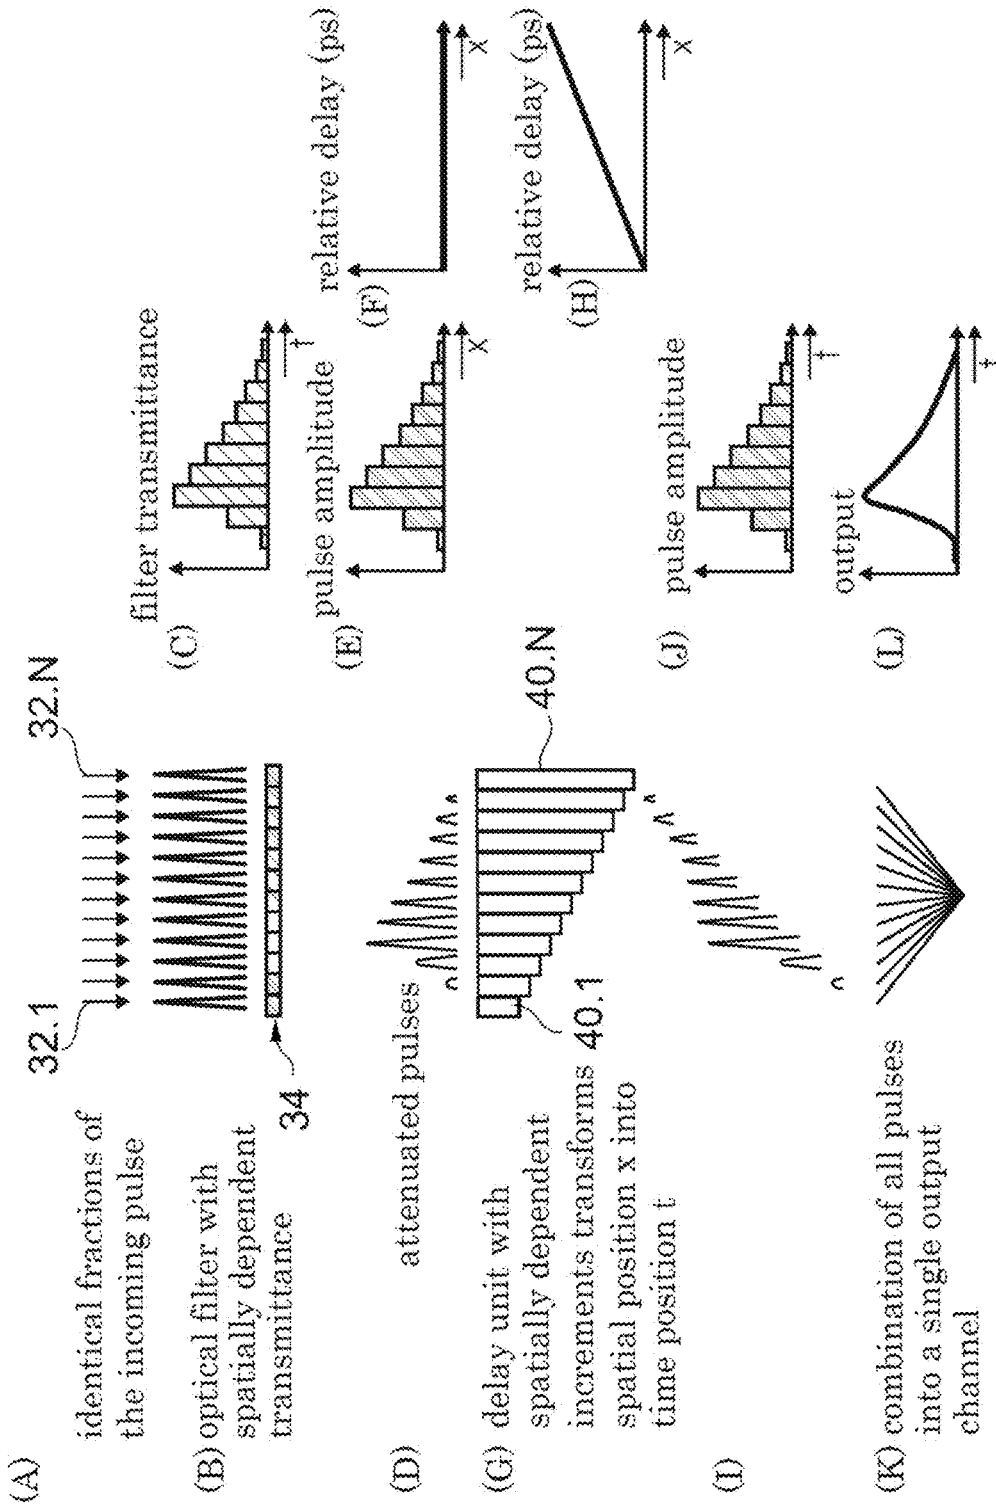 (A)
identical fractions of
the incoming pulse
32.1
32.N
(B) optical filter with
spatially dependent
transmittance
34
(C)
filter transmittance
t
(D)
attenuated pulses
(E)
pulse amplitude
x
(F)
relative delay (ps)
x
(G) delay unit with
spatially dependent
increments transforms
spatial position x into
time position t
40.1
40.N
(H)
relative delay (ps)
x
(I)
(J)
pulse amplitude
t
(K) combination of all pulses
into a single output
channel
(L)
output
t